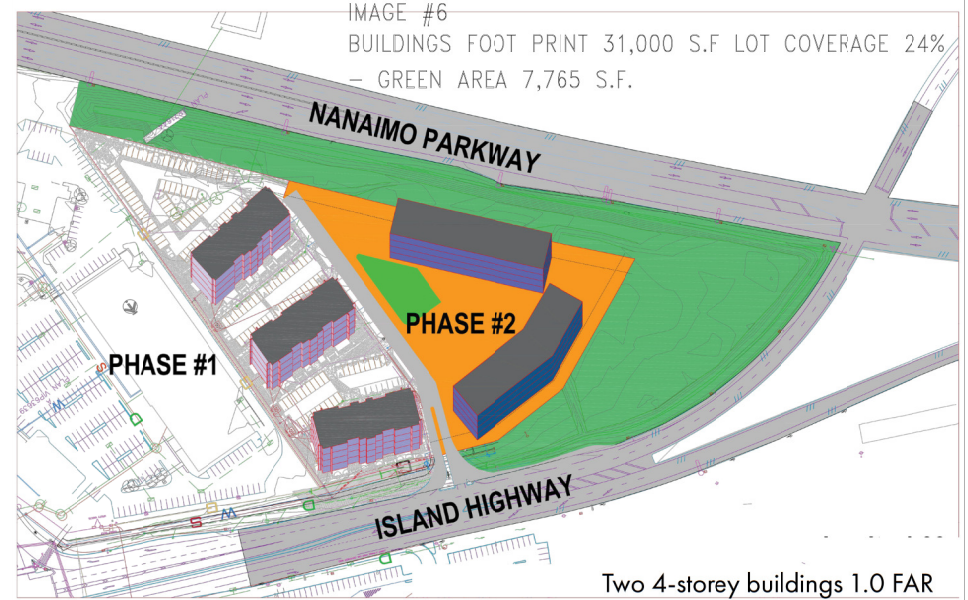 IMAGE #6
BUILDINGS FOOT PRINT 31,000 S.F LOT COVERAGE 24%
- GREEN AREA 7,765 S.F.
NANAIMO PARKWAY
PHASE #2
PHASE #1
ISLAND HIGHWAY
Two 4-storey buildings 1.0 FAR